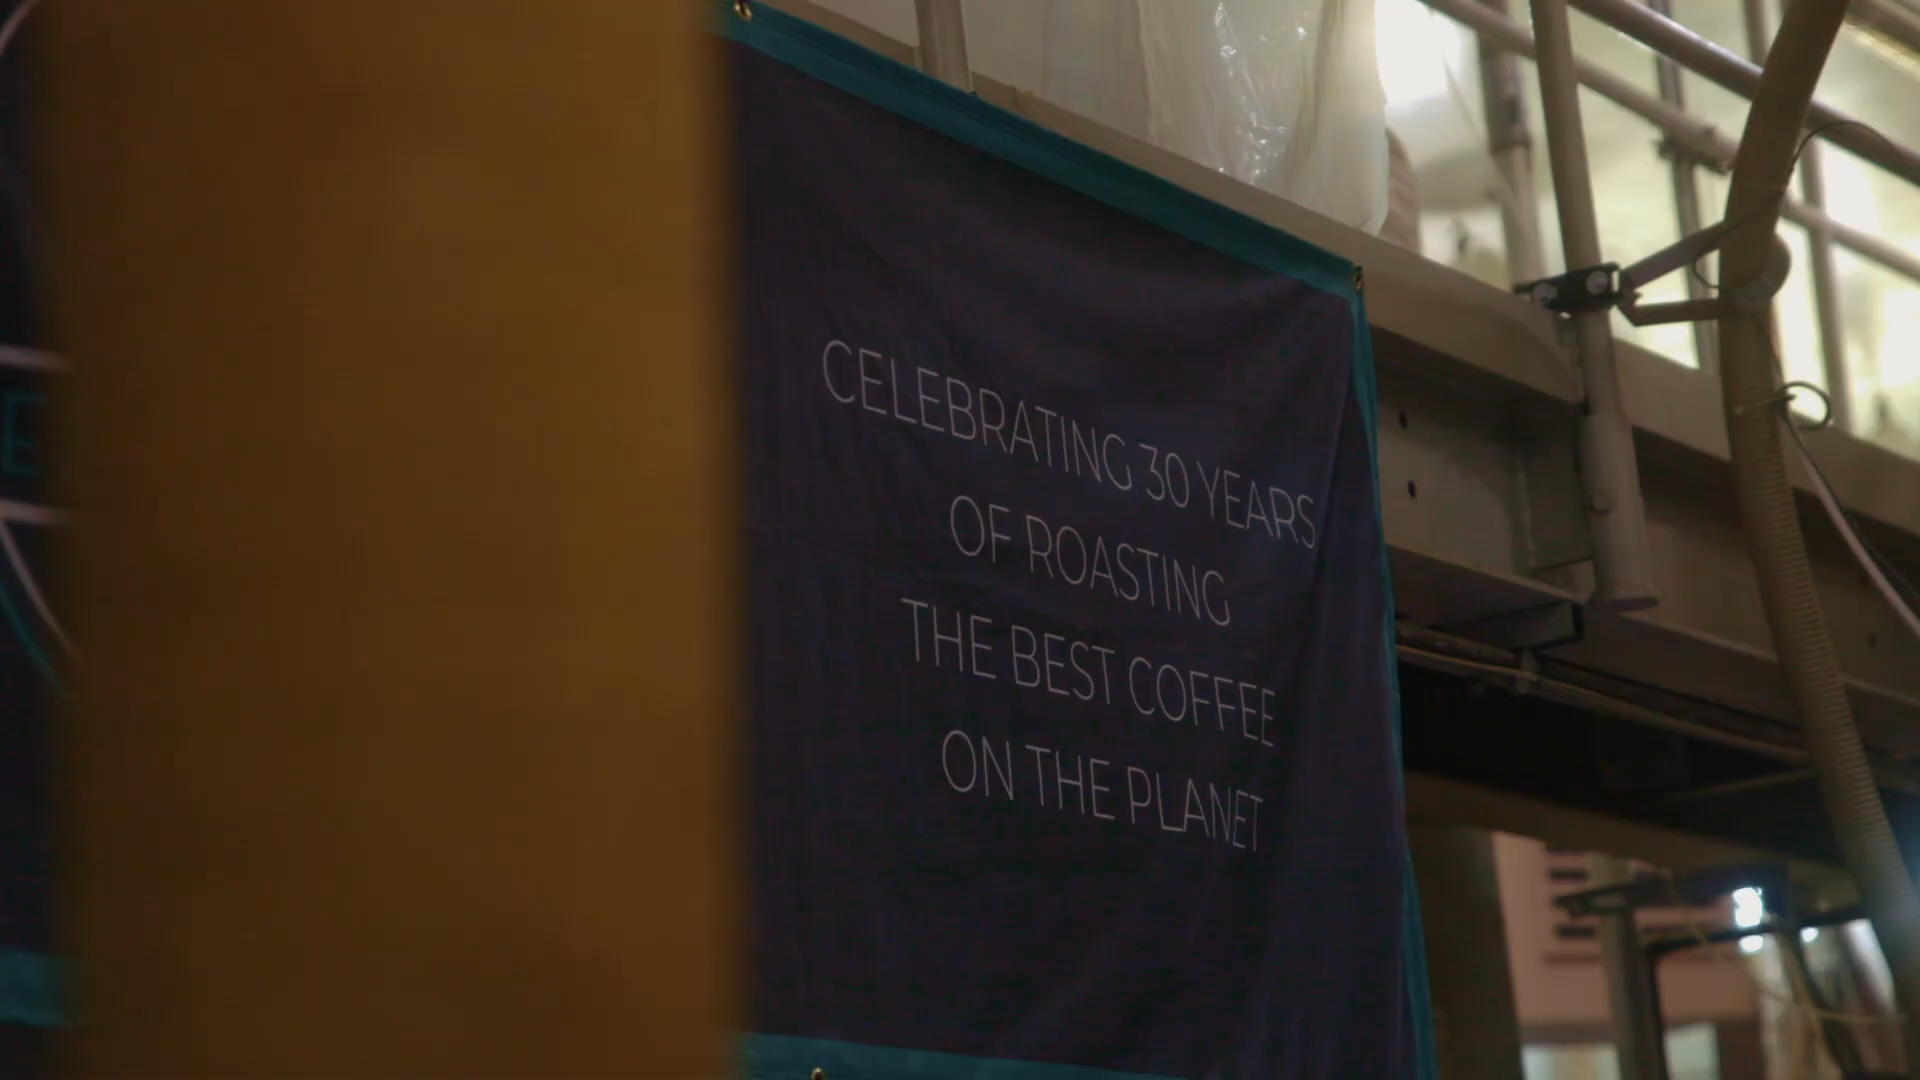 CELEBRATING 30 YEARS
OF ROASTING
THE BEST COFFEE
ON THE PLANET